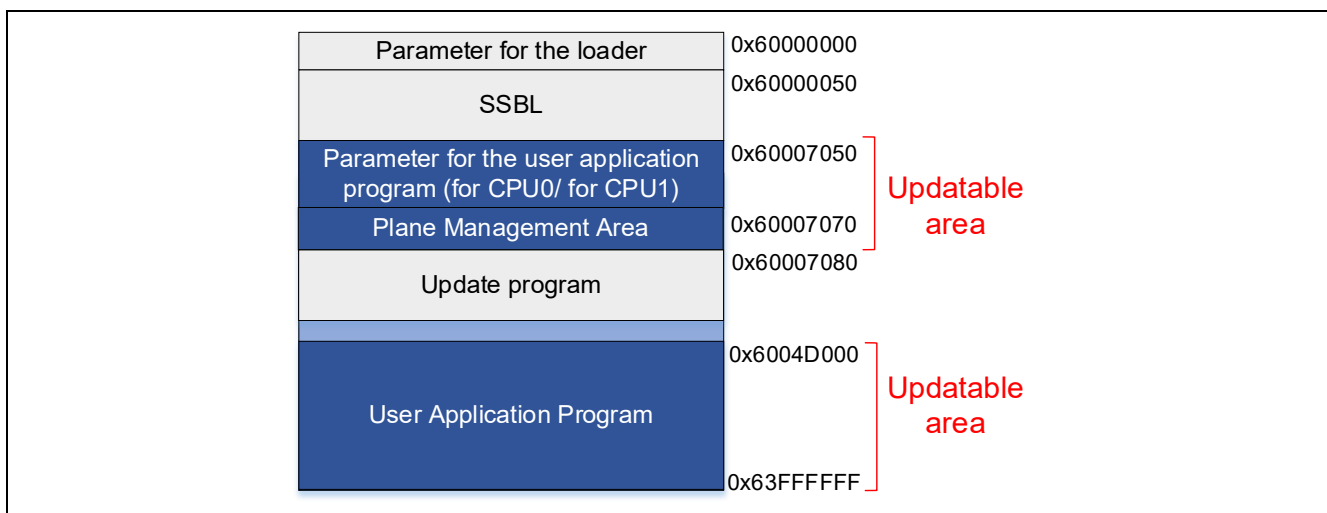 Parameter for the loader
0x60000000
0x60000050
SSBL
0x60007050
Parameter for the user application
program (for CPU0/ for CPU1)
Updatable
area
Plane Management Area
0x60007070
0x60007080
Update program
0x6004D000
User Application Program
Updatable
area
0x63FFFFFF